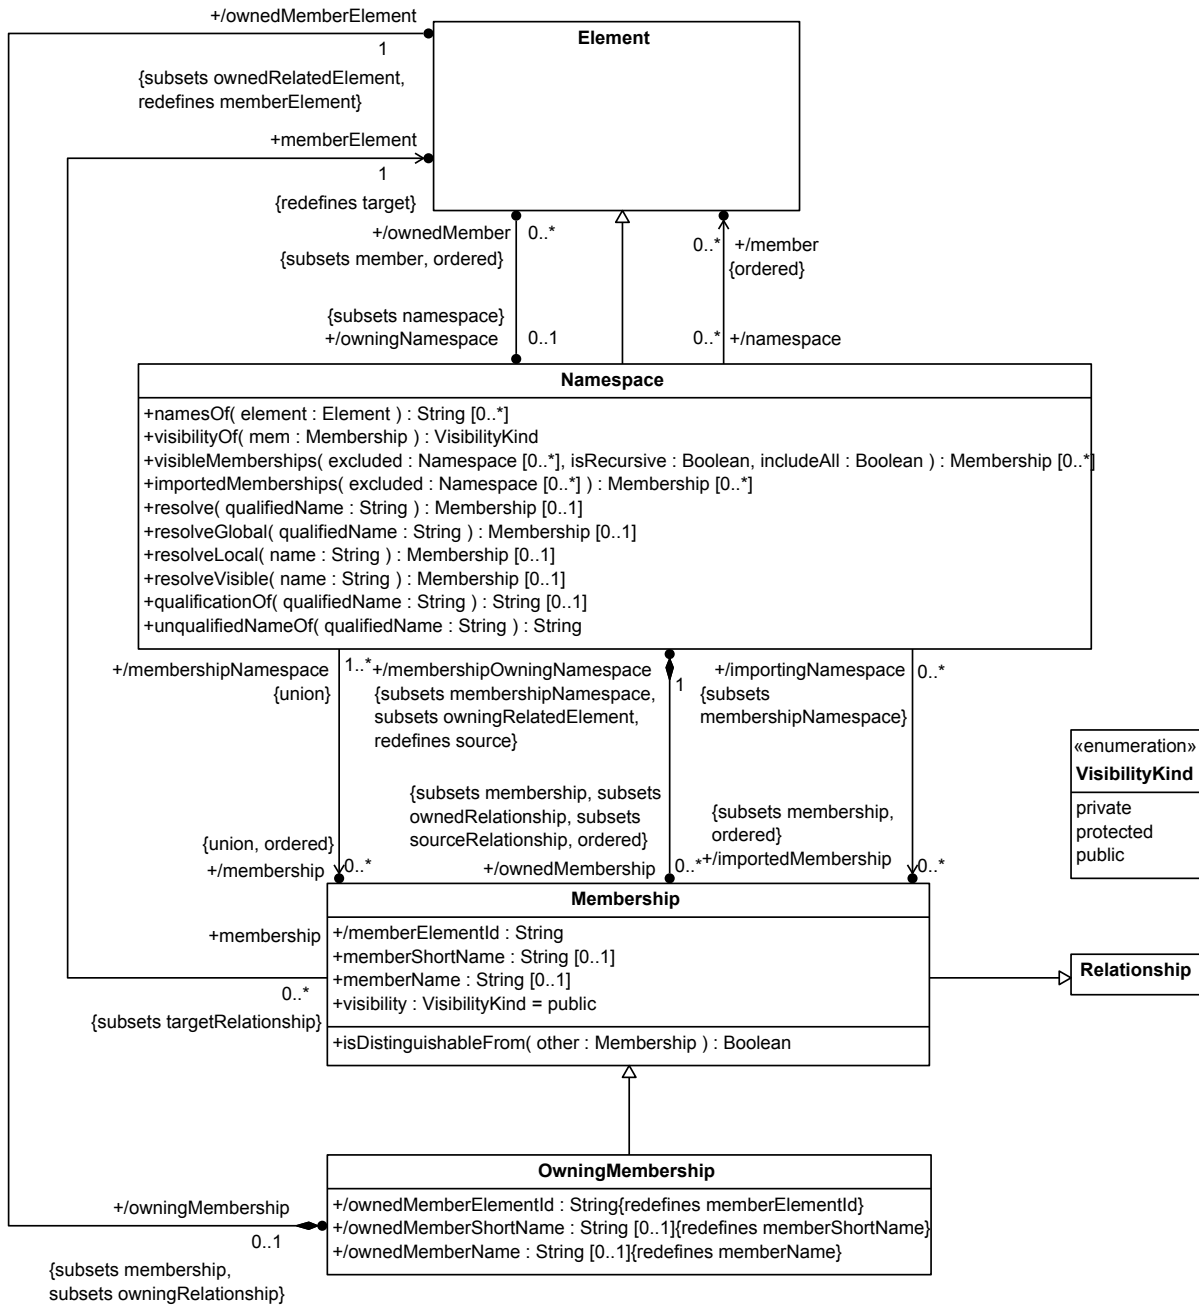 +/ownedMemberElement
1
{subsets ownedRelatedElement,
redefines memberElement}
Element
+memberElement
1
{redefines target}
+/ownedMember
0..*
{subsets member, ordered}
0..*
+/member
{ordered}
{subsets namespace}
+/owningNamespace
0..1
0..*
+/namespace
Namespace
+namesOf( element : Element ) : String [0..*]
+visibilityOf( mem : Membership ) : VisibilityKind
+visibleMemberships( excluded : Namespace [0..*], isRecursive : Boolean, includeAll : Boolean ) : Membership [0..*]
+importedMemberships( excluded : Namespace [0..*] ) : Membership [0..*]
+resolve( qualifiedName : String ) : Membership [0..1]
+resolveGlobal( qualifiedName : String ) : Membership [0..1]
+resolveLocal( name : String ) : Membership [0..1]
+resolveVisible( name : String ) : Membership [0..1]
+qualificationOf( qualifiedName : String ) : String [0..1]
+unqualifiedNameOf( qualifiedName : String ) : String
+/membershipNamespace
1..*
{union}
+/membershipOwningNamespace
1
{subsets membershipNamespace,
subsets owningRelatedElement,
redefines source}
+/importingNamespace
0..*
{subsets
membershipNamespace}
«enumeration»
VisibilityKind
private
protected
public
{union, ordered}
+/membership
0..*
{subsets membership, subsets
ownedRelationship, subsets
sourceRelationship, ordered}
+/ownedMembership
0..*
{subsets membership,
ordered}
+/importedMembership
0..*
Membership
+/memberElementId : String
+memberShortName : String [0..1]
+memberName : String [0..1]
+visibility : VisibilityKind = public
+isDistinguishableFrom( other : Membership ) : Boolean
+membership
0..*
{subsets targetRelationship}
Relationship
OwningMembership
+/ownedMemberElementId : String{redefines memberElementId}
+/ownedMemberShortName : String [0..1]{redefines memberShortName}
+/ownedMemberName : String [0..1]{redefines memberName}
+/owningMembership
0..1
{subsets membership,
subsets owningRelationship}